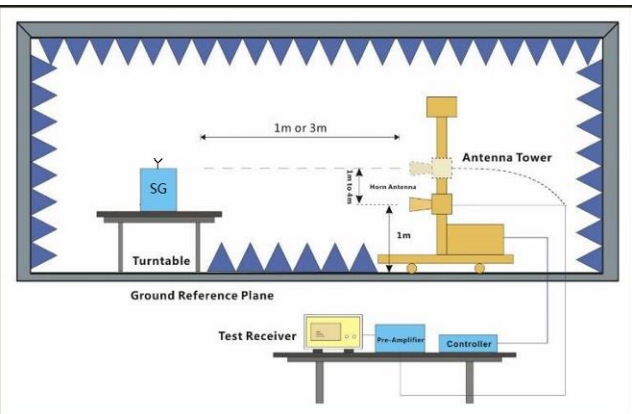 1m or 3m
Antenna Tower
SG
1m to 4m
Horn Antenna
1m
Turntable
Ground Reference Plane
Test Receiver
Pre-Amplifier
Controller